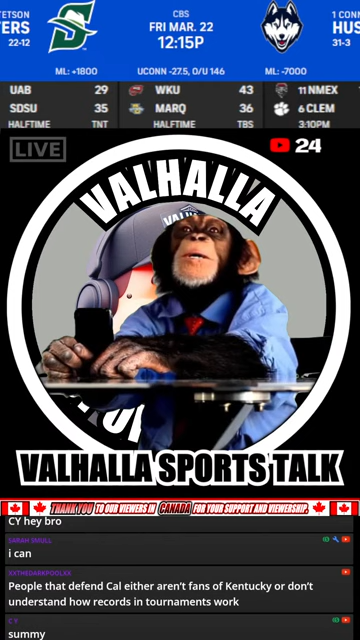 TETSON
ERS
22-12
CBS
FRI MAR. 22
12:15P
1 CONN
HUS
31-3
ML: +1800
UCONN -27.5, O/U 146
ML: -7000
UAB 29
SDSU 35
HALFTIME TNT
WKU 43
MARQ 36
HALFTIME TBS
11 NMEX
6 CLEM
3:10PM
LIVE
24
VALHALLA
VALHALLA SPORTS TALK
THANK YOU TO OUR VIEWERS IN CANADA FOR YOUR SUPPORT AND VIEWERSHIP.
CY hey bro
SARAH SMULL
i can
XXTHEDARKPOOLXX
People that defend Cal either aren't fans of Kentucky or don't
understand how records in tournaments work
C Y
summy